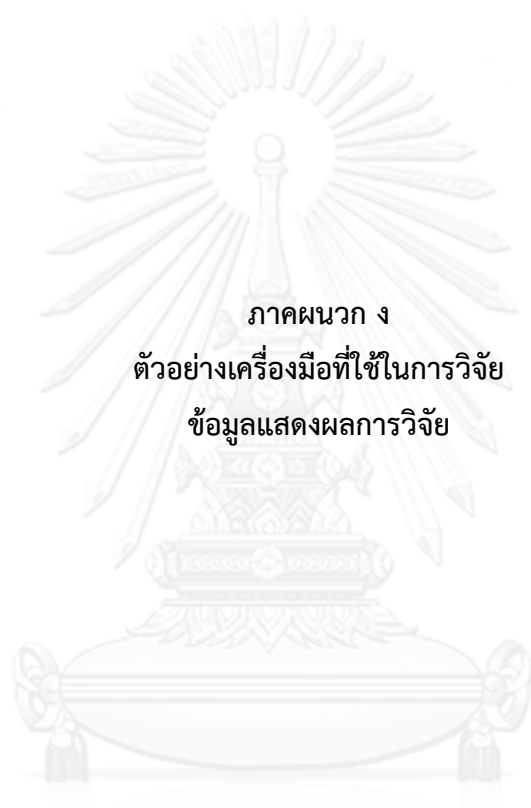 ภาคผนวก ง
ตัวอย่างเครื่องมือที่ใช้ในการวิจัย
ข้อมูลแสดงผลการวิจัย